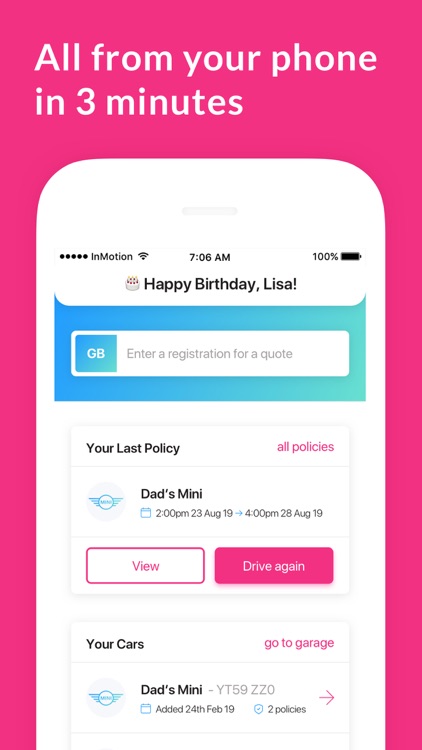 All from your phone
in 3 minutes
InMotion 7:06 AM 100%
Happy Birthday, Lisa!
GB Enter a registration for a quote
Your Last Policy all policies
MINI Dad's Mini
2:00pm 23 Aug 19 → 4:00pm 28 Aug 19
View Drive again
Your Cars go to garage
MINI Dad's Mini - YT59 ZZ0
Added 24th Feb 19 2 policies